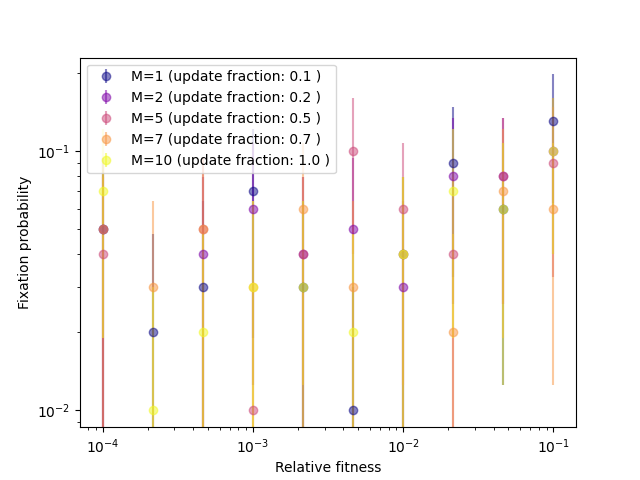 M=1 (update fraction: 0.1 )
M=2 (update fraction: 0.2 )
M=5 (update fraction: 0.5 )
M=7 (update fraction: 0.7 )
M=10 (update fraction: 1.0 )
10⁻¹
10⁻²
Fixation probability
10⁻⁴ 10⁻³ 10⁻² 10⁻¹
Relative fitness